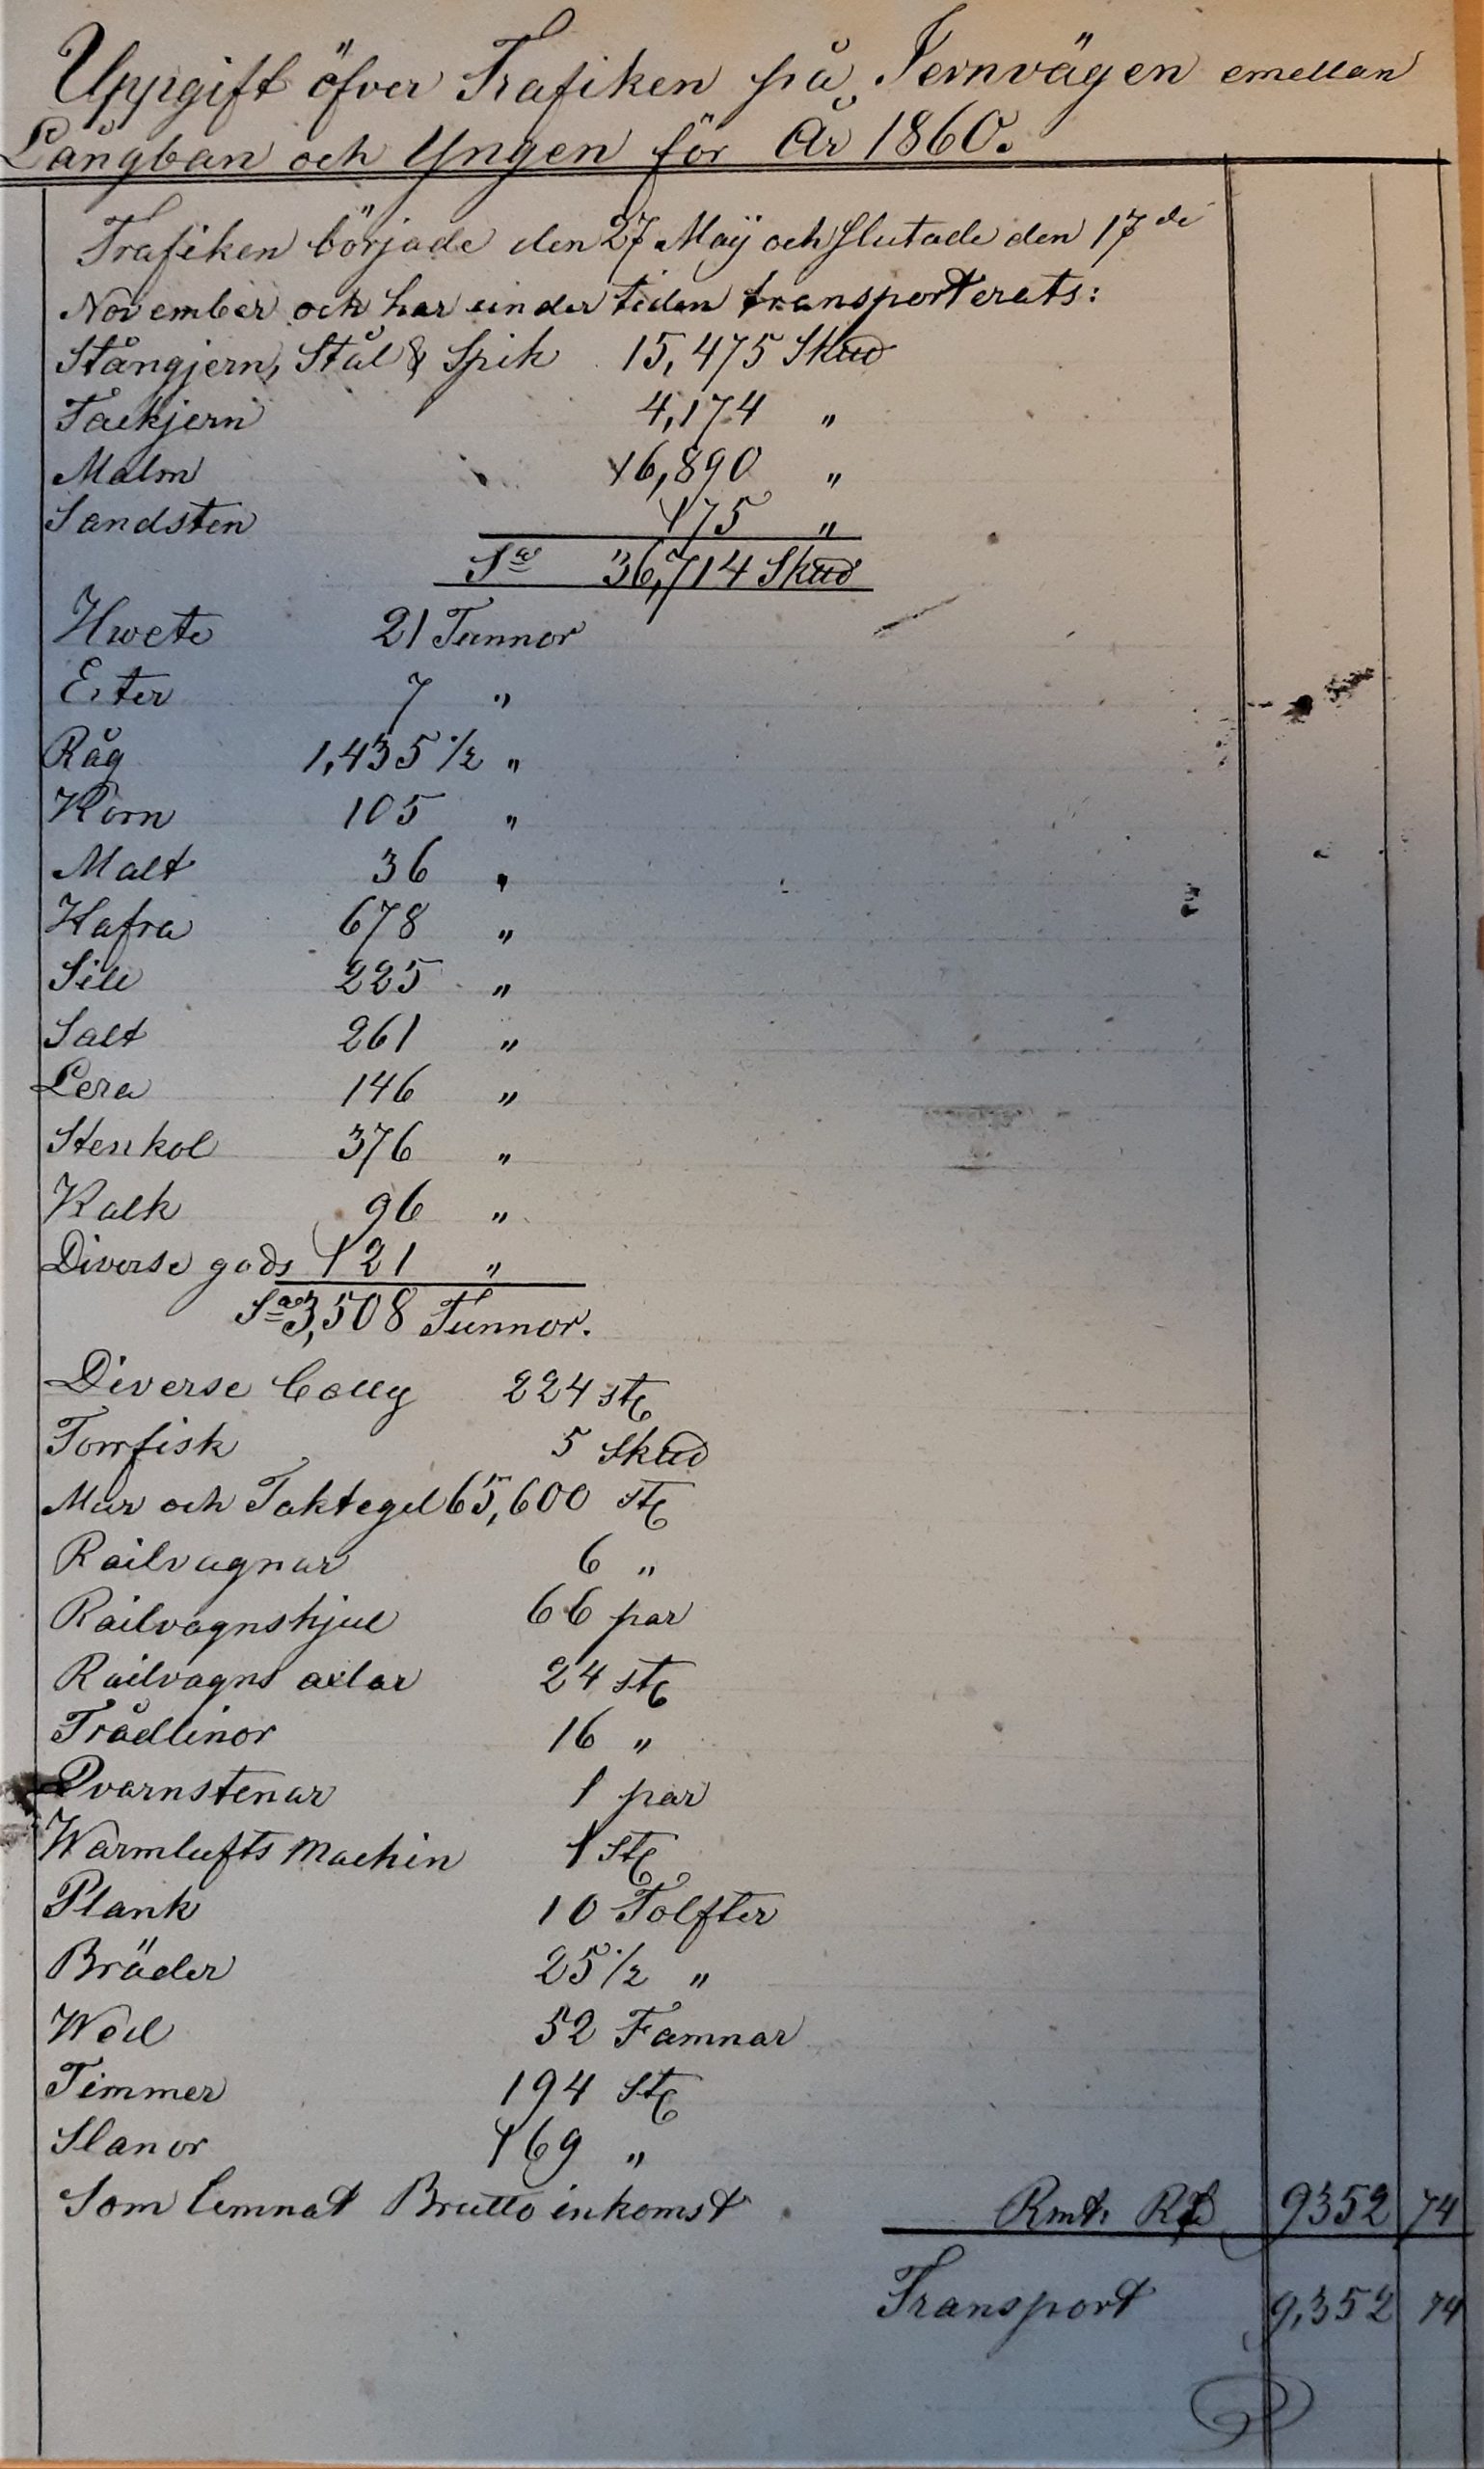 Uppgift öfver Trafiken på Jernvägen emellan
Långban och Yngen för År 1860.
Trafiken började den 27 Maij och slutade den 17de
November och har under tiden transporterats:
Stångjern, Stål & Spik 15,475 Skud
Tackjern 4,174 "
Malm 16,890 "
Sandsten 175 "
Sa 36,714 Skud
Hwete 21 Tunnor
Erter 7 "
Råg 1,435 1/2 "
Korn 105 "
Malt 36 "
Hafra 678 "
Sill 225 "
Salt 261 "
Lera 146 "
Stenkol 376 "
Kalk 96 "
Diverse gods 121 "
Sa 3,508 Tunnor.
Diverse Colly 224 st
Torrfisk 5 Skud
Mur och Taktegel 65,600 st
Railvagnar 6 "
Railvagnshjul 66 par
Railvagns axlar 24 st
Trådlinor 16 "
Qvarnstenar 1 par
Warmlufts Machin 1 st
Plank 10 Tolfter
Bräder 25 1/2 "
Wed 52 Famnar
Timmer 194 St
Slanor 169 "
Som lemnat Brutto inkomst Rmt. Rd 9352 74
Transport 9,352 74